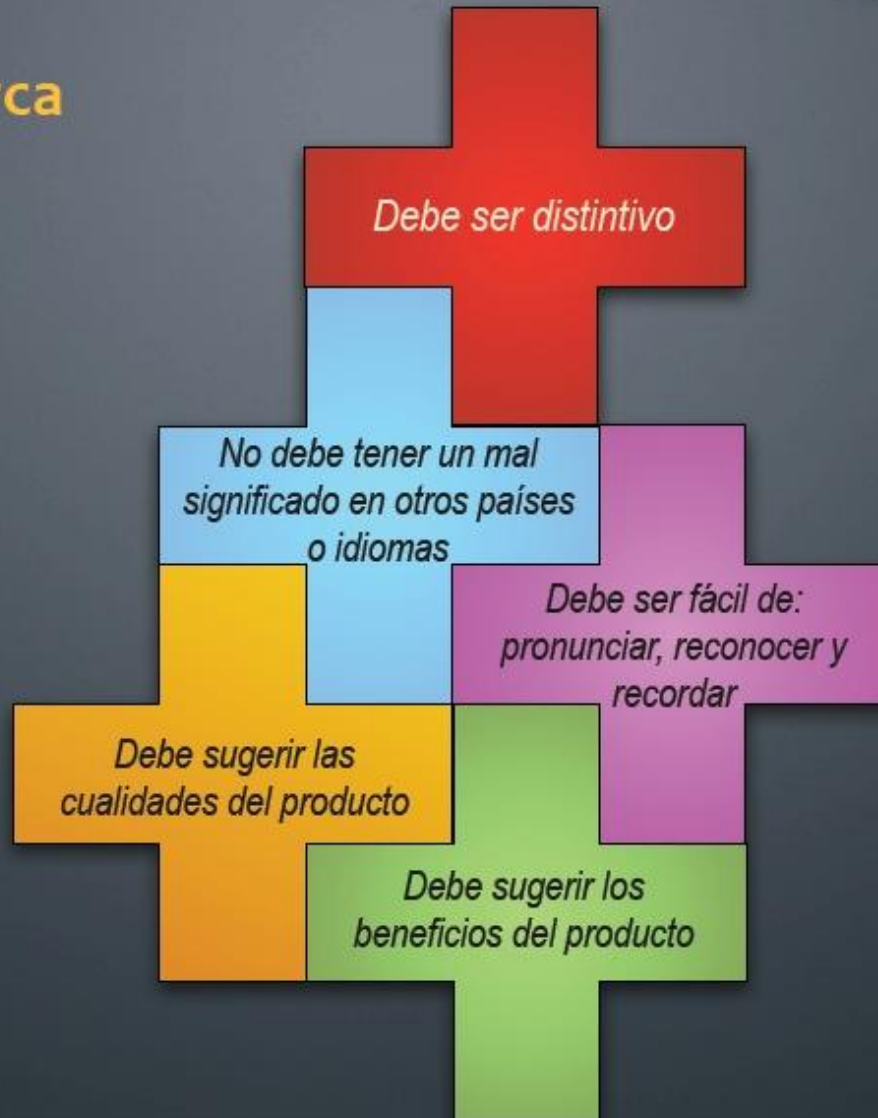 rca
Debe ser distintivo
No debe tener un mal
significado en otros países
o idiomas
Debe ser fácil de:
pronunciar, reconocer y
recordar
Debe sugerir las
cualidades del producto
Debe sugerir los
beneficios del producto